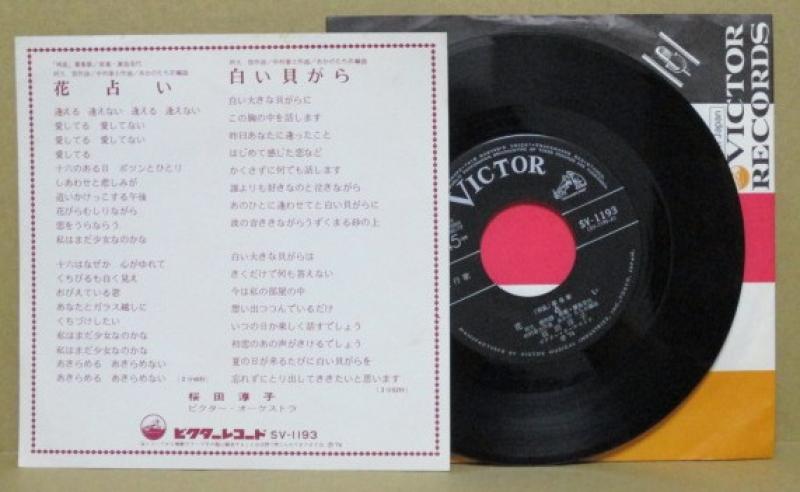 花占い
逢える 逢えない 逢える 逢えない
愛してる 愛してない
愛してる 愛してない
愛してる
十六のある日 ポツンとひとり
しあわせと悲しみが
追いかけっこする午後
花びらむしりながら
恋をうらなう
私はまだ少女なのかな
十六はなぜか 心がゆれて
くちびるも白く見え
おびえている恋
あなたとガラス越しに
くちづけしたい
私はまだ少女なのかな
私はまだ少女なのかな
あきらめる あきらめない
あきらめる あきらめない
白い貝がら
白い大きな貝がらに
この胸の中を話します
昨日あなたに逢ったこと
はじめて感じた恋など
かくさずに何でも話します
誰よりも好きなのと泣きながら
あのひとに逢わせてと白い貝がらに
波の音ききながらうずくまる砂の上
白い大きな貝がらは
きくだけで何も答えない
今は私の部屋の中
想い出つつんでいるだけ
いつの日か楽しく話すでしょう
初恋のあの声がきけるでしょう
夏の日が来るたびに白い貝がらを
忘れずにとり出してききたいと思います
桜田淳子
ビクター・オーケストラ
ビクターレコード SV-1193
VICTOR
SV-1193
花占い
VICTOR
RECORDS